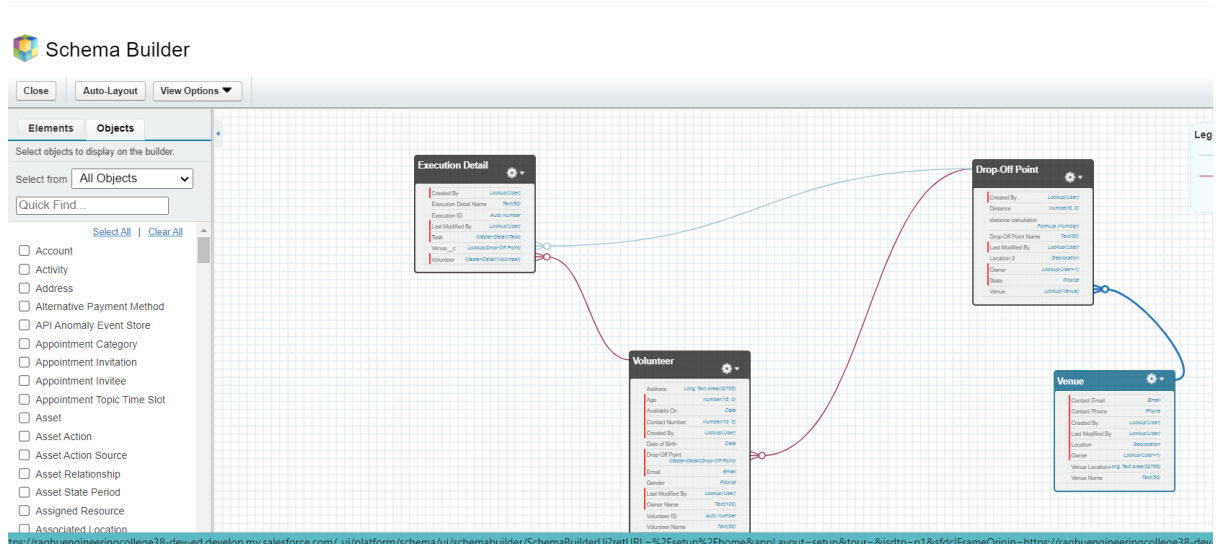 Schema Builder
Close
Auto-Layout
View Options
Elements
Objects
Select objects to display on the builder.
Select from
All Objects
Quick Find...
Select All | Clear All
Account
Activity
Address
Alternative Payment Method
API Anomaly Event Store
Appointment Category
Appointment Invitation
Appointment Invitee
Appointment Topic Time Slot
Asset
Asset Action
Asset Action Source
Asset Relationship
Asset State Period
Assigned Resource
Associated Location
Execution Detail
Created By Lookup(User)
Execution Detail Name Text(50)
Execution ID Auto Number
Last Modified By Lookup(User)
Task Master-Detail(Task)
Venue__c Lookup(Drop-Off Point)
Volunteer Master-Detail(Volunteer)
Volunteer
Address Long Text Area(32768)
Age Number(18, 0)
Available On Date
Contact Number Number(10, 0)
Created By Lookup(User)
Date of Birth Date
Drop-Off Point
Master-Detail(Drop-Off Point)
Email Email
Gender Picklist
Last Modified By Lookup(User)
Owner Name Text(100)
Volunteer ID Auto Number
Volunteer Name Text(50)
Drop-Off Point
Created By Lookup(User)
Distance
distance calculation
Formula (Number)
Drop-Off Point Name Text(50)
Last Modified By Lookup(User)
Location 2 Geolocation
Owner Lookup(User+1)
State Picklist
Venue Lookup(Venue)
Venue
Contact Email Email
Contact Phone Phone
Created By Lookup(User)
Last Modified By Lookup(User)
Location Geolocation
Owner Lookup(User+1)
Venue Location Long Text Area(32768)
Venue Name Text(50)
Leg